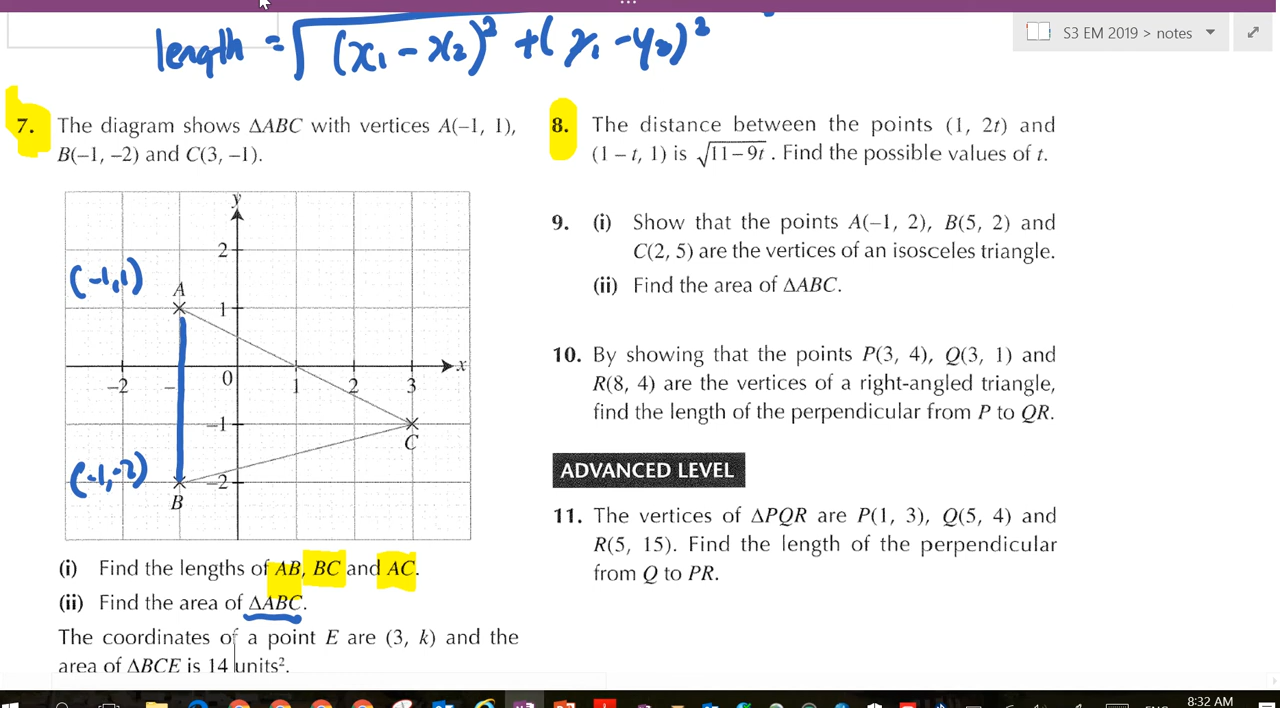 length = √(x₁ - x₂)² + (y₁ - y₂)²
S3 EM 2019 > notes
7. The diagram shows ΔABC with vertices A(−1, 1),
B(−1, −2) and C(3, −1).
y
2
(-1,1)
A
1
−2
−
0
1
2
3
x
−1
C
(-1,-2)
−2
B
(i) Find the lengths of AB, BC and AC.
(ii) Find the area of ΔABC.
The coordinates of a point E are (3, k) and the
area of ΔBCE is 14 units².
8. The distance between the points (1, 2t) and
(1 − t, 1) is √11 − 9t. Find the possible values of t.
9. (i) Show that the points A(−1, 2), B(5, 2) and
C(2, 5) are the vertices of an isosceles triangle.
(ii) Find the area of ΔABC.
10. By showing that the points P(3, 4), Q(3, 1) and
R(8, 4) are the vertices of a right-angled triangle,
find the length of the perpendicular from P to QR.
ADVANCED LEVEL
11. The vertices of ΔPQR are P(1, 3), Q(5, 4) and
R(5, 15). Find the length of the perpendicular
from Q to PR.
8:32 AM